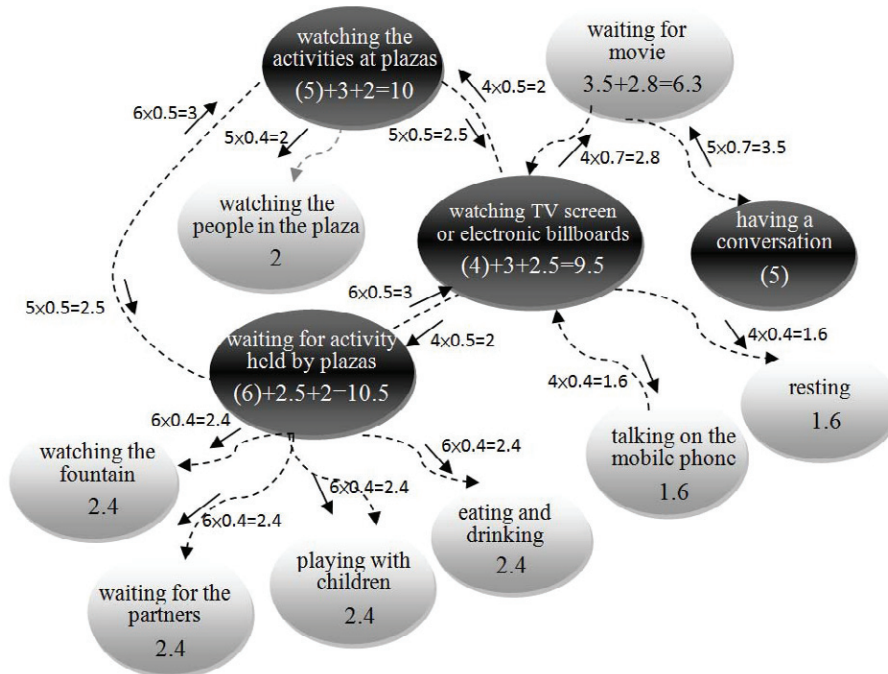 watching the
activities at plazas
(5)+3+2=10
waiting for
movie
3.5+2.8=6.3
4×0.5=2
6×0.5=3
5×0.4=2
5×0.5=2.5
4×0.7=2.8
5×0.7=3.5
watching the
people in the plaza
2
watching TV screen
or electronic billboards
(4)+3+2.5=9.5
having a
conversation
(5)
5×0.5=2.5
6×0.5=3
4×0.5=2
waiting for activity
held by plazas
(6)+2.5+2=10.5
4×0.4=1.6
4×0.4=1.6
resting
1.6
talking on the
mobile phone
1.6
6×0.4=2.4
6×0.4=2.4
watching the
fountain
2.4
6×0.4=2.4
6×0.4=2.4
eating and
drinking
2.4
playing with
children
2.4
waiting for the
partners
2.4